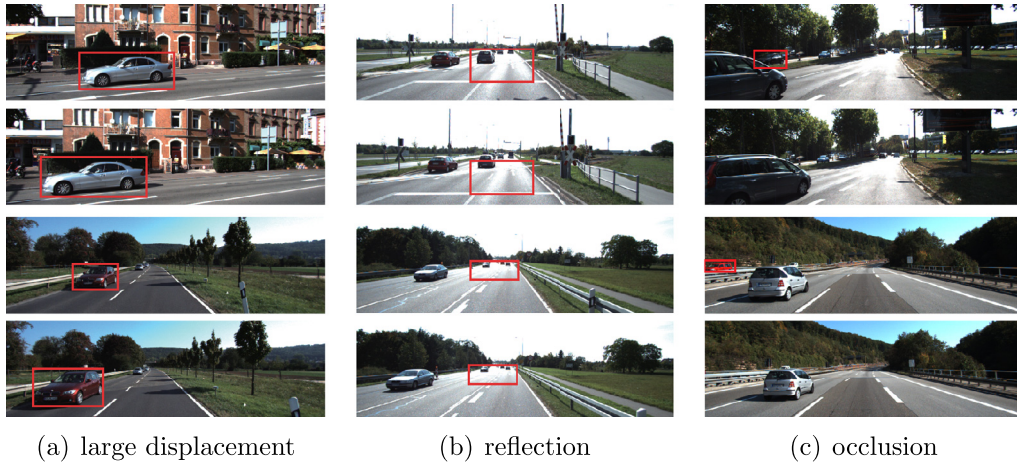 (a) large displacement
(b) reflection
(c) occlusion